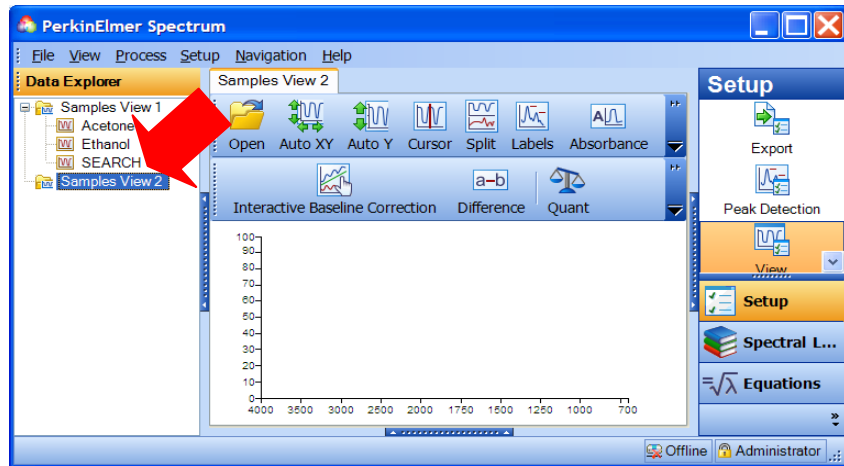 PerkinElmer Spectrum
File View Process Setup Navigation Help
Data Explorer
Samples View 1
Acetone
Ethanol
SEARCH
Samples View 2
Samples View 2
Open Auto XY Auto Y Cursor Split Labels Absorbance
Interactive Baseline Correction Difference Quant
100
90
80
70
60
50
40
30
20
10
0
4000 3500 3000 2500 2000 1750 1500 1250 1000 700
Setup
Export
Peak Detection
View
Setup
Spectral L...
Equations
Offline Administrator